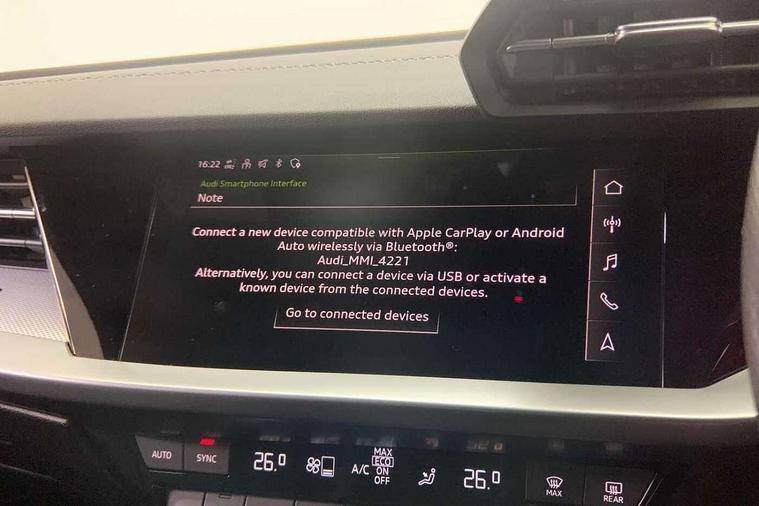 16:22
Audi Smartphone Interface
Note
Connect a new device compatible with Apple CarPlay or Android
Auto wirelessly via Bluetooth®:
Audi_MMI_4221
Alternatively, you can connect a device via USB or activate a
known device from the connected devices.
Go to connected devices
AUTO
SYNC
26.0
A/C
MAX
ECO
ON
OFF
26.0
MAX
REAR